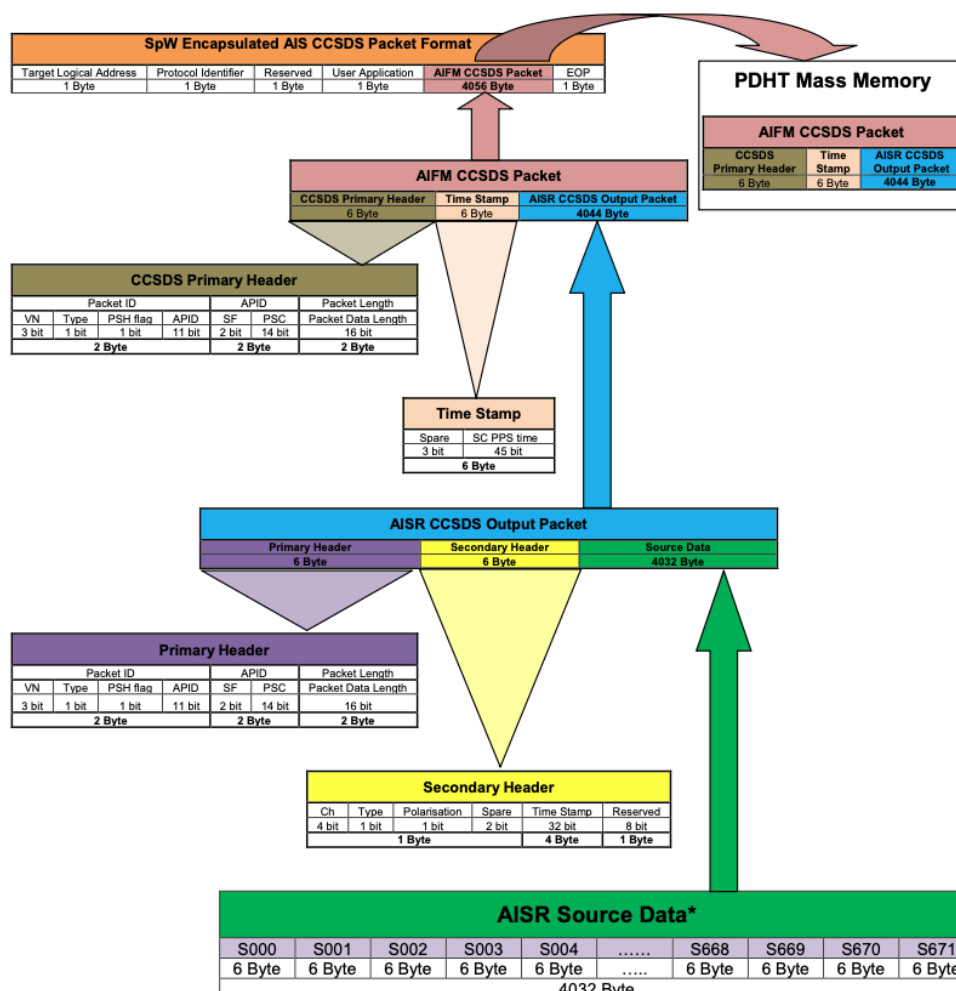 SpW Encapsulated AIS CCSDS Packet Format
Target Logical Address Protocol Identifier Reserved User Application AIFM CCSDS Packet EOP
1 Byte 1 Byte 1 Byte 1 Byte 4056 Byte 1 Byte
PDHT Mass Memory
AIFM CCSDS Packet
CCSDS Primary Header Time Stamp AISR CCSDS Output Packet
6 Byte 6 Byte 4044 Byte
AIFM CCSDS Packet
CCSDS Primary Header Time Stamp AISR CCSDS Output Packet
6 Byte 6 Byte 4044 Byte
CCSDS Primary Header
Packet ID APID Packet Length
VN Type PSH flag APID SF PSC Packet Data Length
3 bit 1 bit 1 bit 11 bit 2 bit 14 bit 16 bit
2 Byte 2 Byte 2 Byte
Time Stamp
Spare SC PPS time
3 bit 45 bit
6 Byte
AISR CCSDS Output Packet
Primary Header Secondary Header Source Data
6 Byte 6 Byte 4032 Byte
Primary Header
Packet ID APID Packet Length
VN Type PSH flag APID SF PSC Packet Data Length
3 bit 1 bit 1 bit 11 bit 2 bit 14 bit 16 bit
2 Byte 2 Byte 2 Byte
Secondary Header
Ch Type Polarisation Spare Time Stamp Reserved
4 bit 1 bit 1 bit 2 bit 32 bit 8 bit
1 Byte 4 Byte 1 Byte
AISR Source Data*
S000 S001 S002 S003 S004 ...... S668 S669 S670 S671
6 Byte 6 Byte 6 Byte 6 Byte 6 Byte ..... 6 Byte 6 Byte 6 Byte 6 Byte
4032 Byte